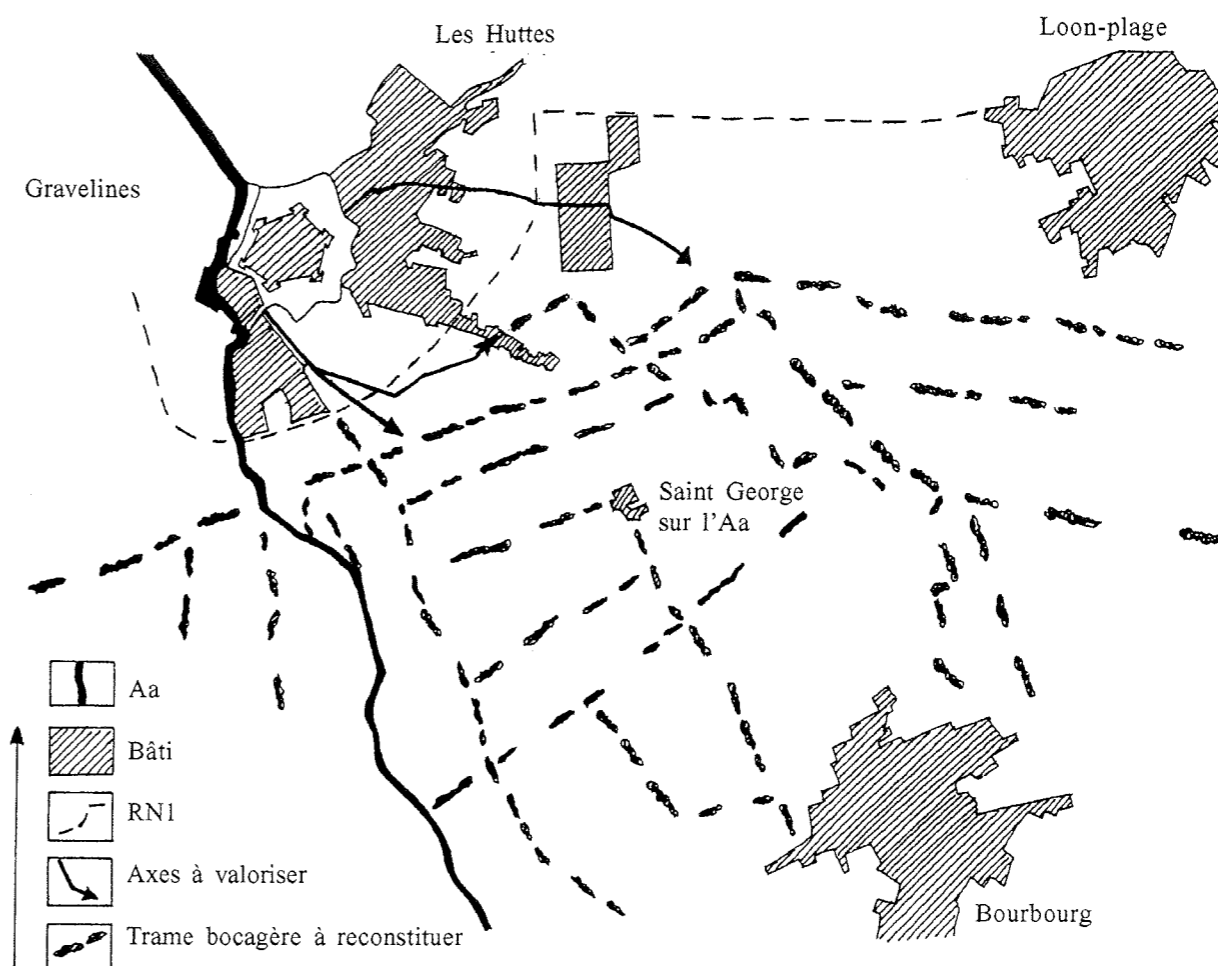 Les Huttes
Loon-plage
Gravelines
Saint George
sur l'Aa
Aa
Bâti
RN1
Axes à valoriser
Trame bocagère à reconstituer
Bourbourg